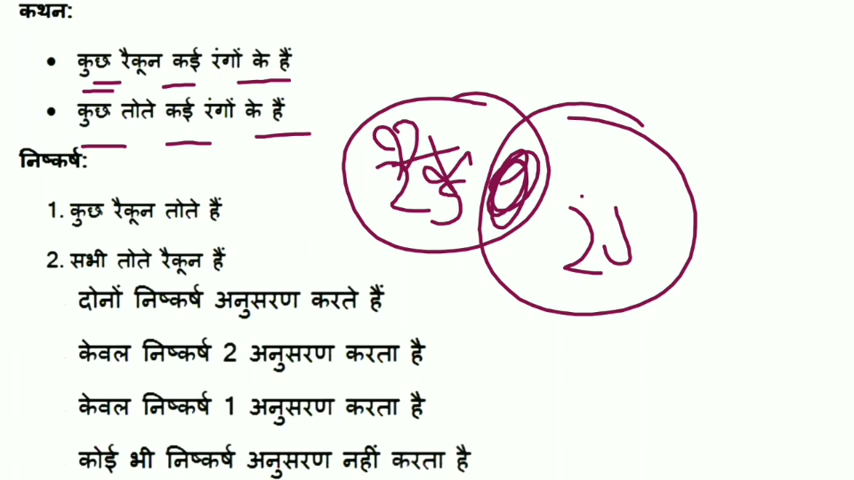 कथन:
• कुछ रैकून कई रंगों के हैं
• कुछ तोते कई रंगों के हैं
निष्कर्ष:
1. कुछ रैकून तोते हैं
2. सभी तोते रैकून हैं
दोनों निष्कर्ष अनुसरण करते हैं
केवल निष्कर्ष 2 अनुसरण करता है
केवल निष्कर्ष 1 अनुसरण करता है
कोई भी निष्कर्ष अनुसरण नहीं करता है